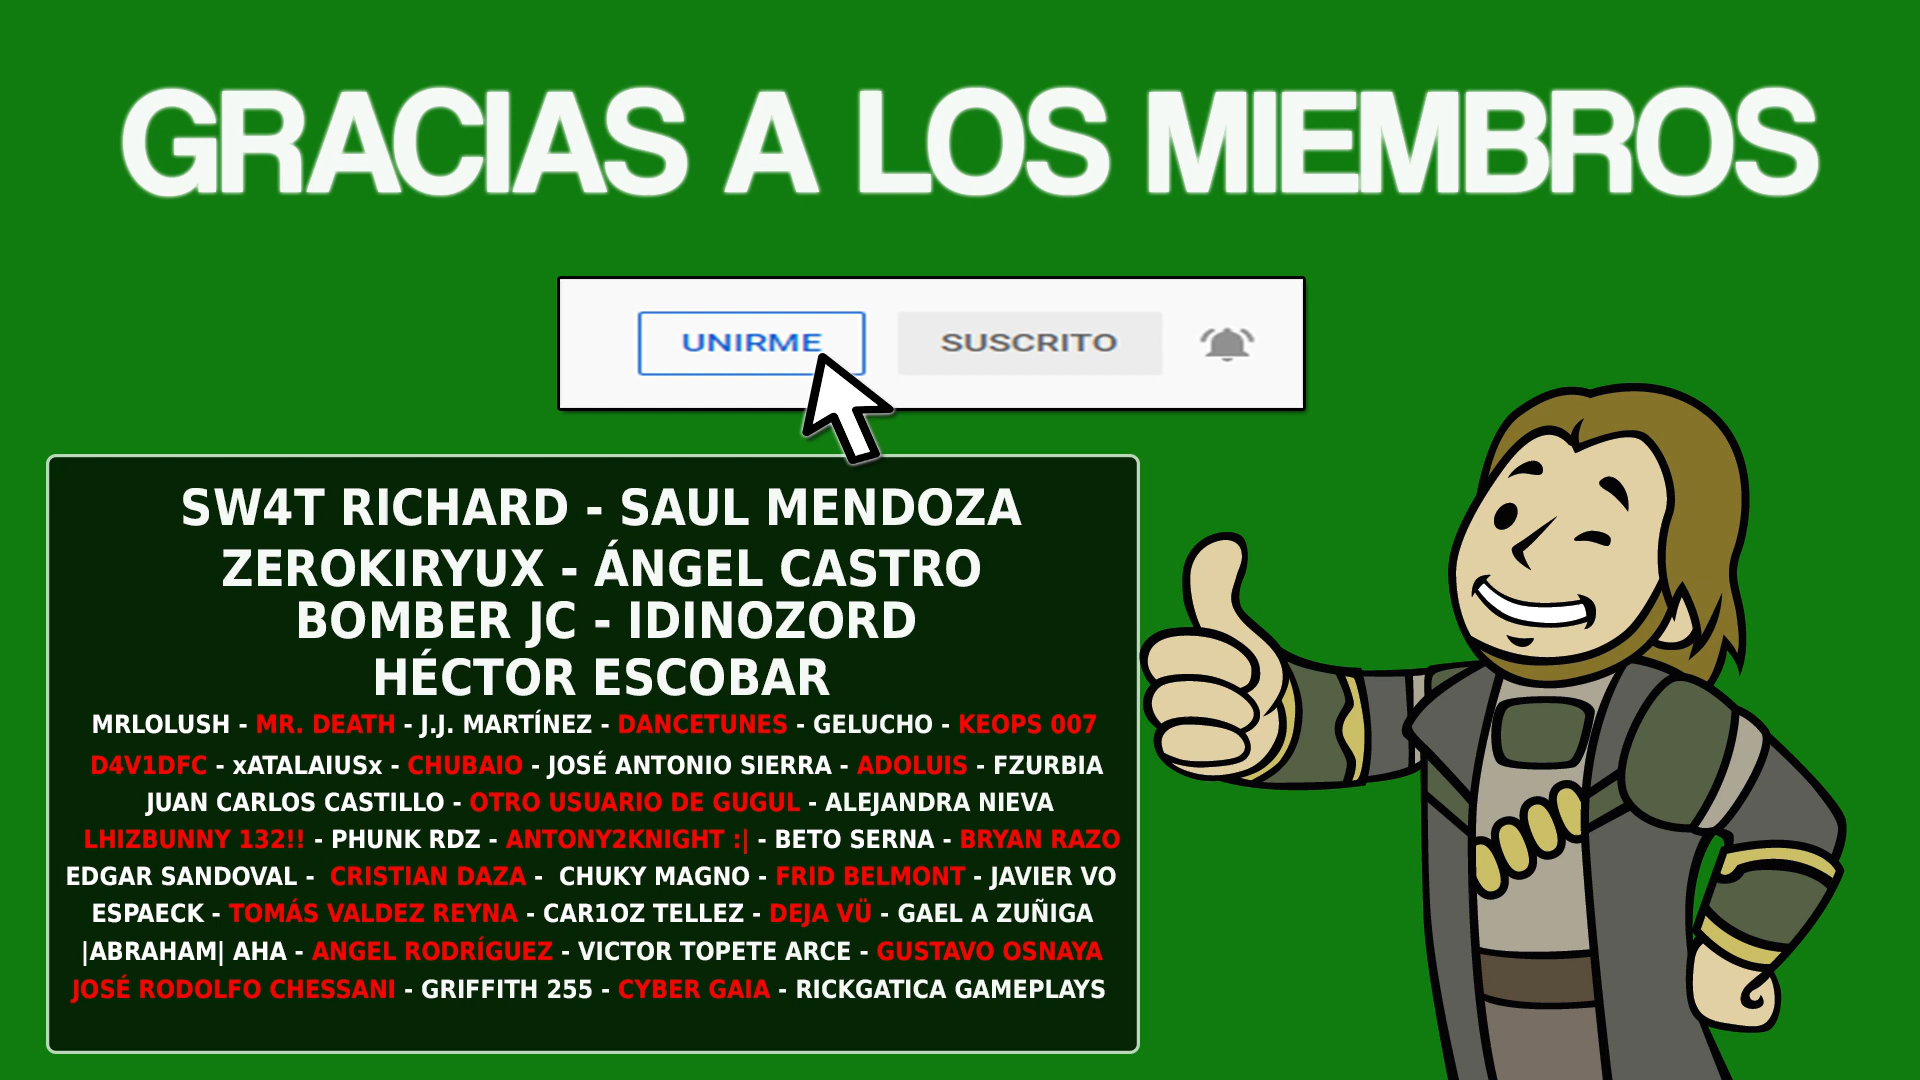 GRACIAS A LOS MIEMBROS
UNIRME SUSCRITO
SW4T RICHARD - SAUL MENDOZA
ZEROKIRYUX - ÁNGEL CASTRO
BOMBER JC - IDINOZORD
HÉCTOR ESCOBAR
MRLOLUSH - MR. DEATH - J.J. MARTÍNEZ - DANCETUNES - GELUCHO - KEOPS 007
D4V1DFC - xATALAIUSx - CHUBAIO - JOSÉ ANTONIO SIERRA - ADOLUIS - FZURBIA
JUAN CARLOS CASTILLO - OTRO USUARIO DE GUGUL - ALEJANDRA NIEVA
LHIZBUNNY 132!! - PHUNK RDZ - ANTONY2KNIGHT :| - BETO SERNA - BRYAN RAZO
EDGAR SANDOVAL - CRISTIAN DAZA - CHUKY MAGNO - FRID BELMONT - JAVIER VO
ESPAECK - TOMÁS VALDEZ REYNA - CAR1OZ TELLEZ - DEJA VÜ - GAEL A ZUÑIGA
|ABRAHAM| AHA - ANGEL RODRÍGUEZ - VICTOR TOPETE ARCE - GUSTAVO OSNAYA
JOSÉ RODOLFO CHESSANI - GRIFFITH 255 - CYBER GAIA - RICKGATICA GAMEPLAYS